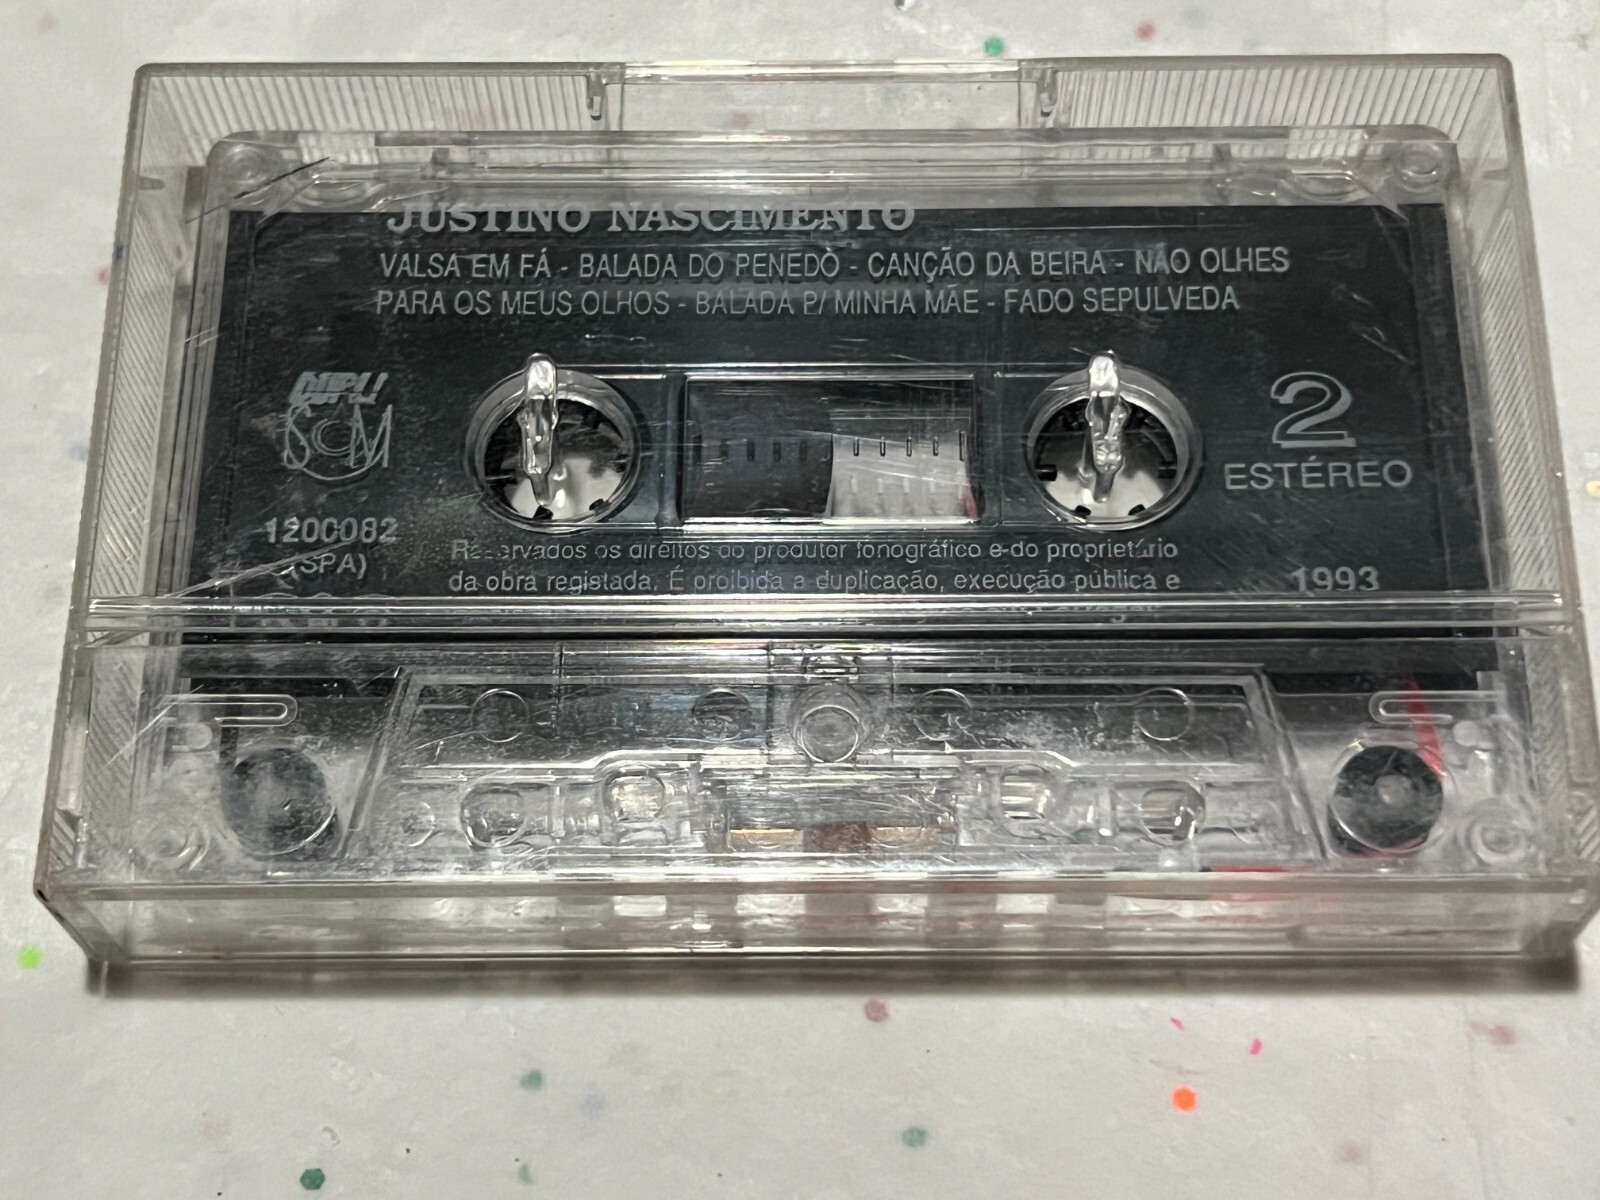 JUSTINO NASCIMENTO
VALSA EM FÁ - BALADA DO PENEDO - CANÇÃO DA BEIRA - NÃO OLHES
PARA OS MEUS OLHOS - BALADA P/ MINHA MÃE - FADO SEPULVEDA
SOM
2
ESTÉREO
1200082
(SPA)
Reservados os direitos do produtor fonográfico e do proprietário
da obra registada. É proibida a duplicação, execução pública e
1993